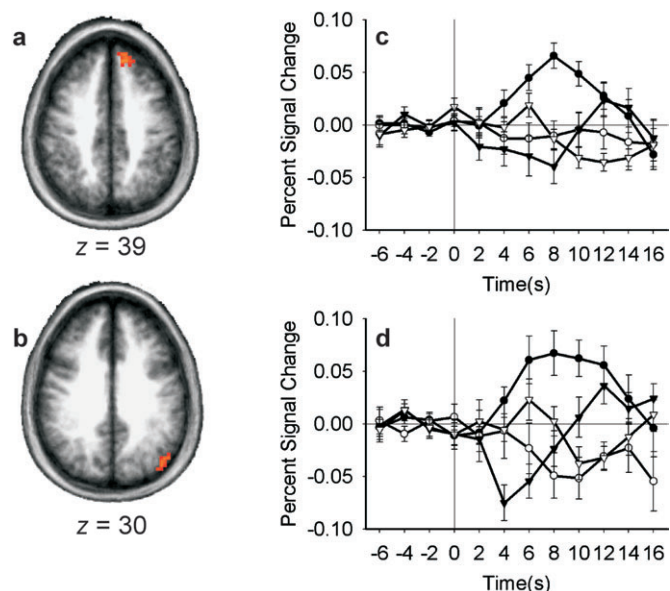 a
z = 39
b
z = 30
c
Percent Signal Change
0.10
0.05
0.00
-0.05
-0.10
-6 -4 -2 0 2 4 6 8 10 12 14 16
Time(s)
d
Percent Signal Change
0.10
0.05
0.00
-0.05
-0.10
-6 -4 -2 0 2 4 6 8 10 12 14 16
Time(s)